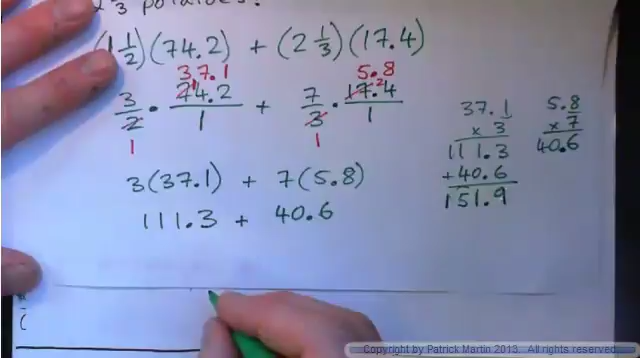 2 1/3 potatoes.
(1 1/2)(74.2) + (2 1/3)(17.4)
37.1 5.8
3/2 · 74.2/1 + 7/3 · 17.4/1
1 1
3(37.1) + 7(5.8)
111.3 + 40.6
37.1
x 3
111.3
+40.6
151.9
5.8
x 7
40.6
Copyright by Patrick Martin 2013. All rights reserved.